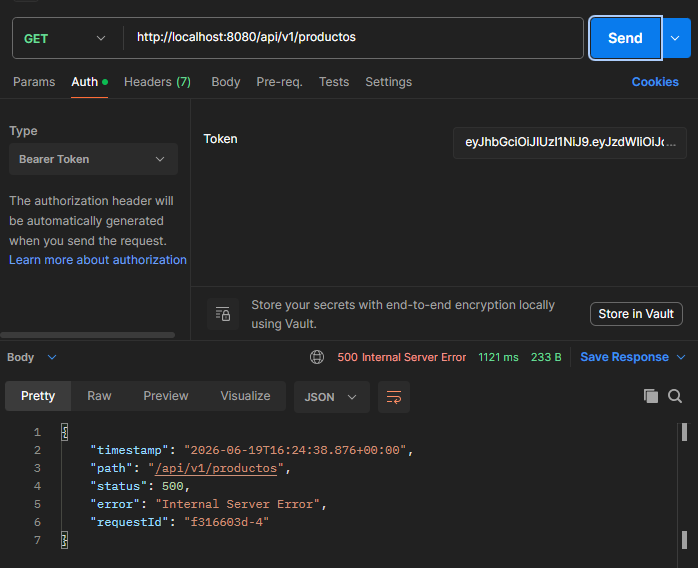 GET
http://localhost:8080/api/v1/productos
Send
Params
Auth
Headers (7)
Body
Pre-req.
Tests
Settings
Cookies
Type
Bearer Token
The authorization header will
be automatically generated
when you send the request.
Learn more about authorization
Token
eyJhbGciOiJIUzI1NiJ9.eyJzdWIiOiJc...
Store your secrets with end-to-end encryption locally
using Vault.
Store in Vault
Body
500 Internal Server Error
1121 ms
233 B
Save Response
Pretty
Raw
Preview
Visualize
JSON
1 {
2 "timestamp": "2026-06-19T16:24:38.876+00:00",
3 "path": "/api/v1/productos",
4 "status": 500,
5 "error": "Internal Server Error",
6 "requestId": "f316603d-4"
7 }